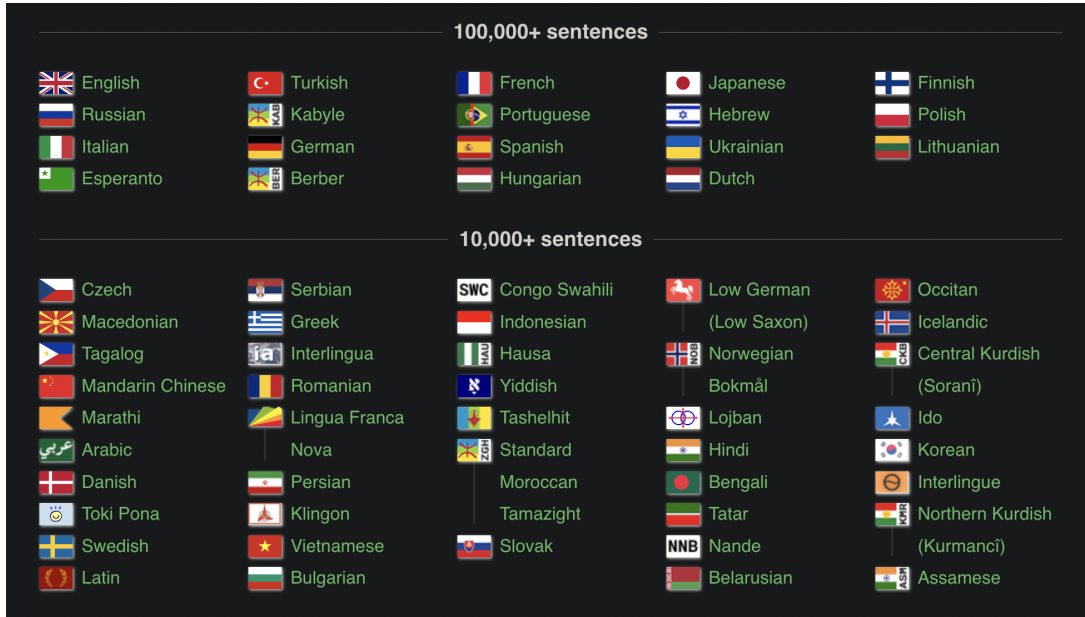 100,000+ sentences
English
Russian
Italian
Esperanto
Turkish
KAB Kabyle
German
BER Berber
French
Portuguese
Spanish
Hungarian
Japanese
Hebrew
Ukrainian
Dutch
Finnish
Polish
Lithuanian
10,000+ sentences
Czech
Macedonian
Tagalog
Mandarin Chinese
Marathi
عربي Arabic
Danish
Toki Pona
Swedish
Latin
Serbian
Greek
ia Interlingua
Romanian
Lingua Franca
Nova
Persian
Klingon
Vietnamese
Bulgarian
SWC Congo Swahili
Indonesian
HAU Hausa
א Yiddish
Tashelhit
ZGH Standard
Moroccan
Tamazight
Slovak
Low German
(Low Saxon)
NOB Norwegian
Bokmål
Lojban
Hindi
Bengali
Tatar
NNB Nande
Belarusian
Occitan
Icelandic
CKB Central Kurdish
(Soranî)
Ido
Korean
Interlingue
KMR Northern Kurdish
(Kurmancî)
ASM Assamese